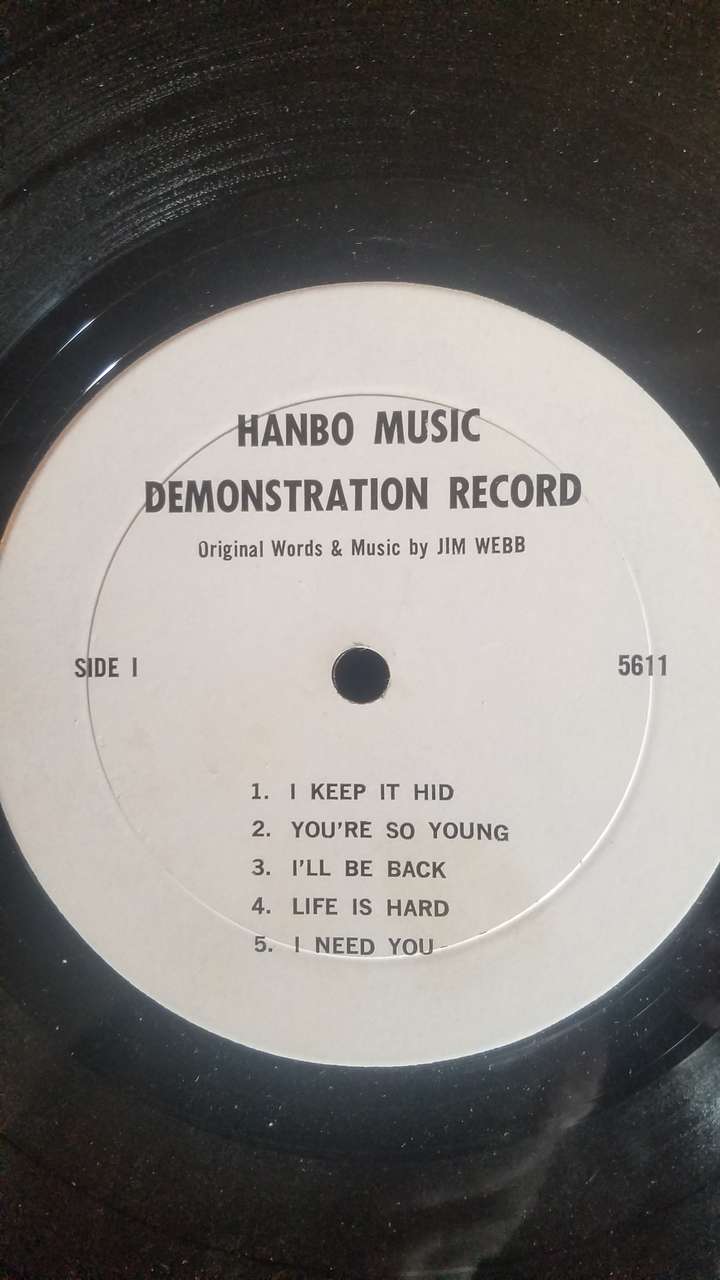 HANBO MUSIC
DEMONSTRATION RECORD
Original Words & Music by JIM WEBB
SIDE I
5611
1. I KEEP IT HID
2. YOU'RE SO YOUNG
3. I'LL BE BACK
4. LIFE IS HARD
5. I NEED YOU